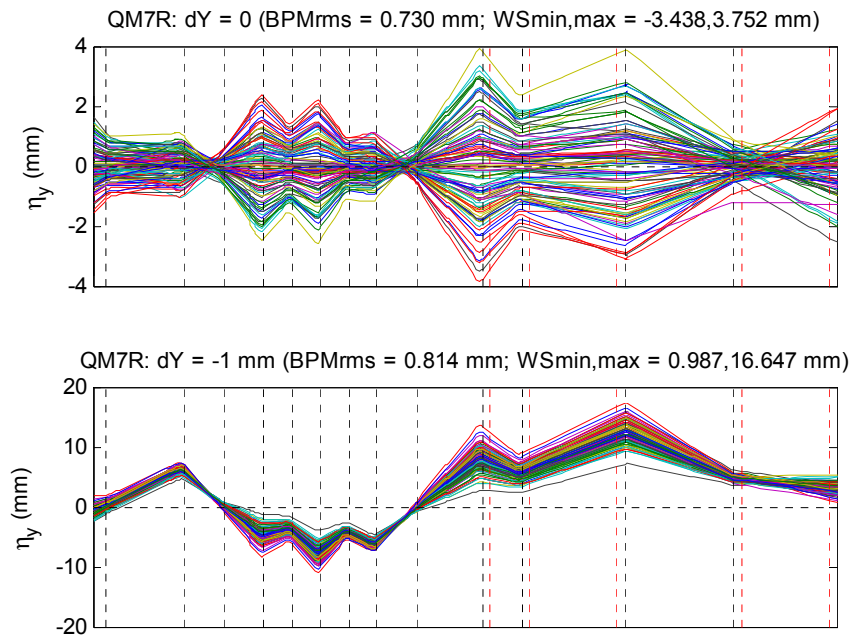 QM7R: dY = 0 (BPMrms = 0.730 mm; WSmin,max = -3.438,3.752 mm)
4
2
0
-2
-4
ηy (mm)
QM7R: dY = -1 mm (BPMrms = 0.814 mm; WSmin,max = 0.987,16.647 mm)
20
10
0
-10
-20
ηy (mm)